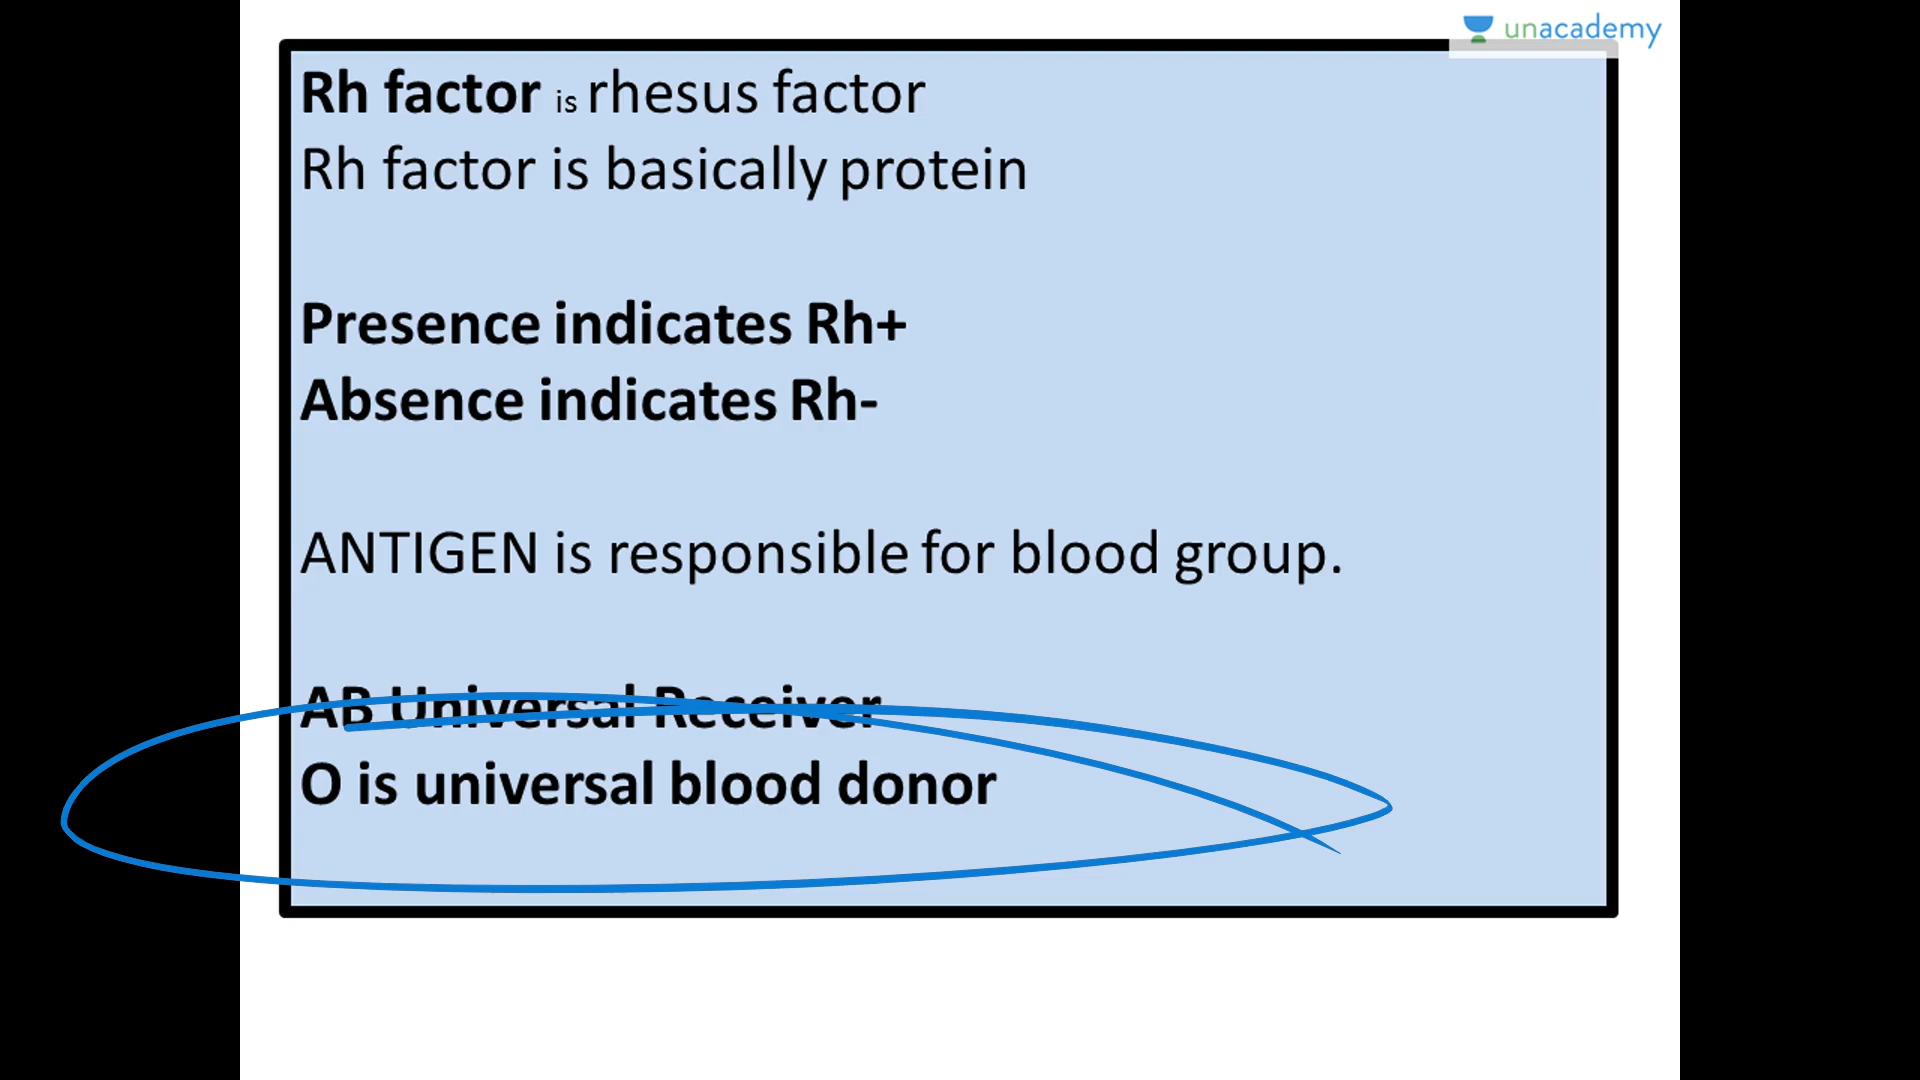 unacademy
Rh factor is rhesus factor
Rh factor is basically protein
Presence indicates Rh+
Absence indicates Rh-
ANTIGEN is responsible for blood group.
AB Universal Receiver
O is universal blood donor